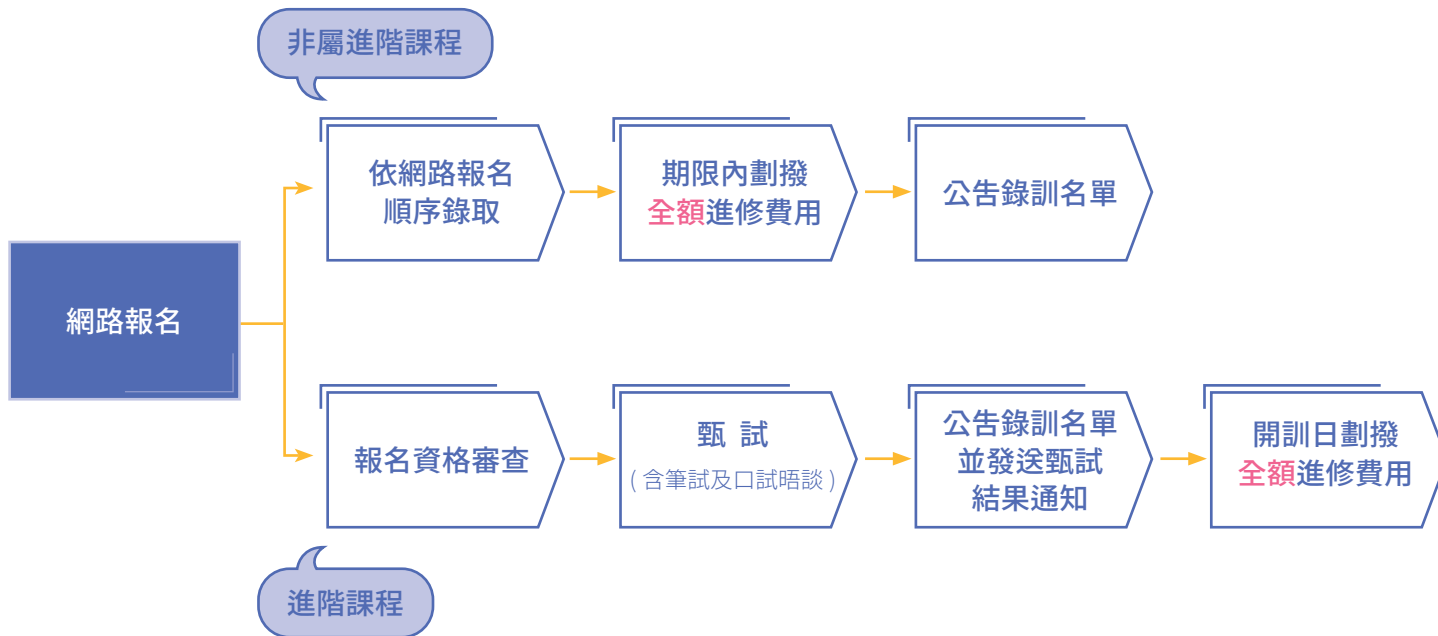 非屬進階課程
依網路報名
順序錄取
期限內劃撥
全額進修費用
公告錄訓名單
網路報名
報名資格審查
甄 試
( 含筆試及口試晤談 )
公告錄訓名單
並發送甄試
結果通知
開訓日劃撥
全額進修費用
進階課程